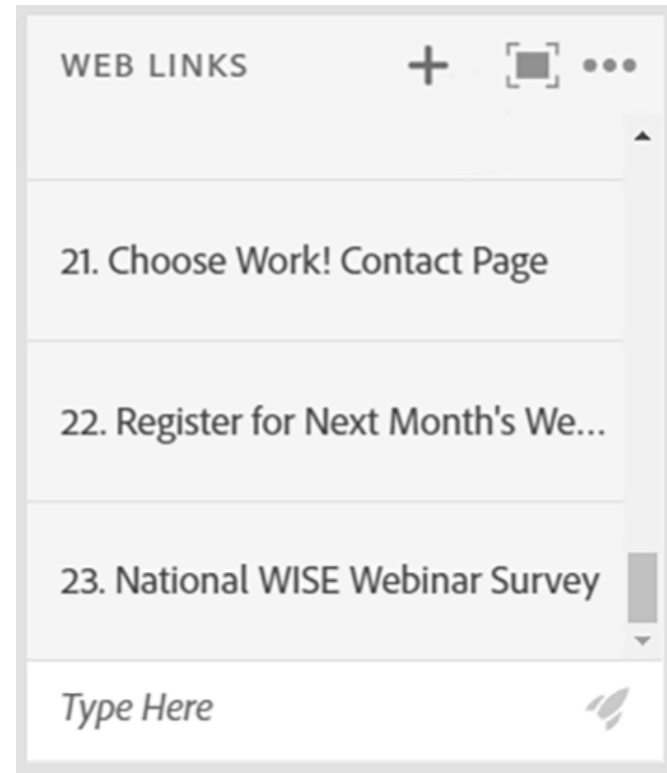 WEB LINKS
21. Choose Work! Contact Page
22. Register for Next Month's We...
23. National WISE Webinar Survey
Type Here